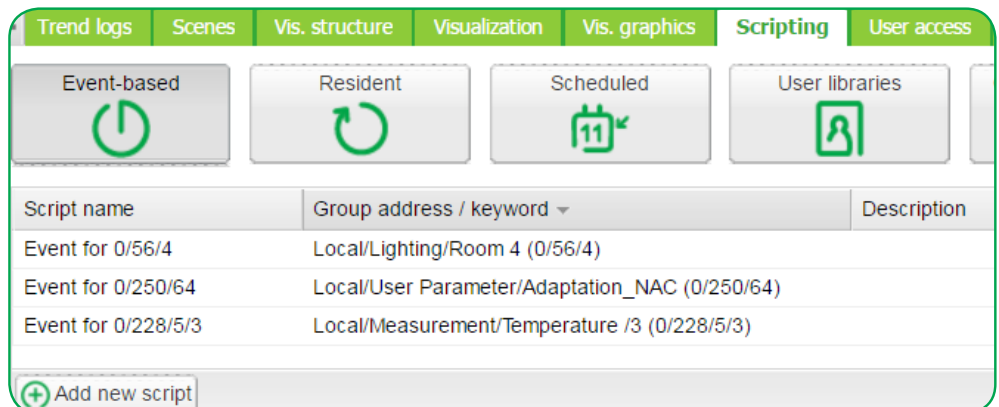 Trend logs Scenes Vis. structure Visualization Vis. graphics Scripting User access
Event-based Resident Scheduled User libraries
11
Script name Group address / keyword Description
Event for 0/56/4 Local/Lighting/Room 4 (0/56/4)
Event for 0/250/64 Local/User Parameter/Adaptation_NAC (0/250/64)
Event for 0/228/5/3 Local/Measurement/Temperature /3 (0/228/5/3)
Add new script